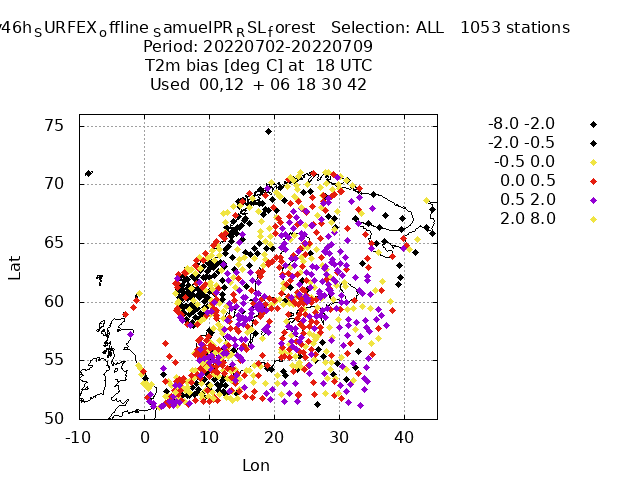 46h SURFEX offline SamuelPR RSL forest Selection: ALL 1053 stations
Period: 20220702-20220709
T2m bias [deg C] at 18 UTC
Used 00,12 + 06 18 30 42
-8.0 -2.0
-2.0 -0.5
-0.5 0.0
0.0 0.5
0.5 2.0
2.0 8.0
75
70
65
60
55
50
Lat
-10 0 10 20 30 40
Lon